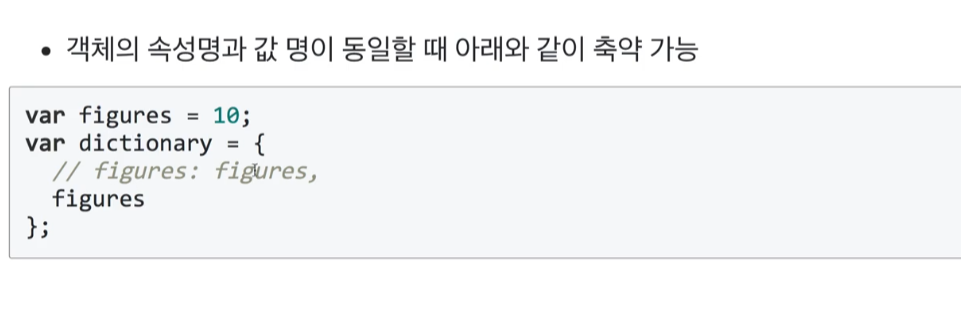 • 객체의 속성명과 값 명이 동일할 때 아래와 같이 축약 가능
var figures = 10;
var dictionary = {
  // figures: figures,
  figures
};